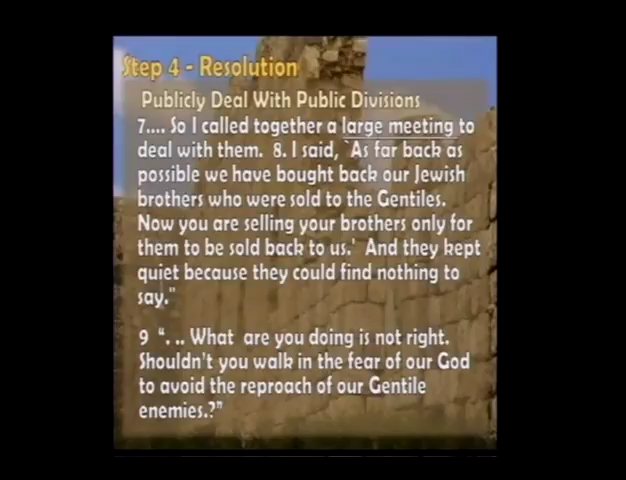 Step 4 - Resolution
Publicly Deal With Public Divisions
7.... So I called together a large meeting to
deal with them. 8. I said, `As far back as
possible we have bought back our Jewish
brothers who were sold to the Gentiles.
Now you are selling your brothers only for
them to be sold back to us.' And they kept
quiet because they could find nothing to
say."
9 ". .. What are you doing is not right.
Shouldn't you walk in the fear of our God
to avoid the reproach of our Gentile
enemies.?"